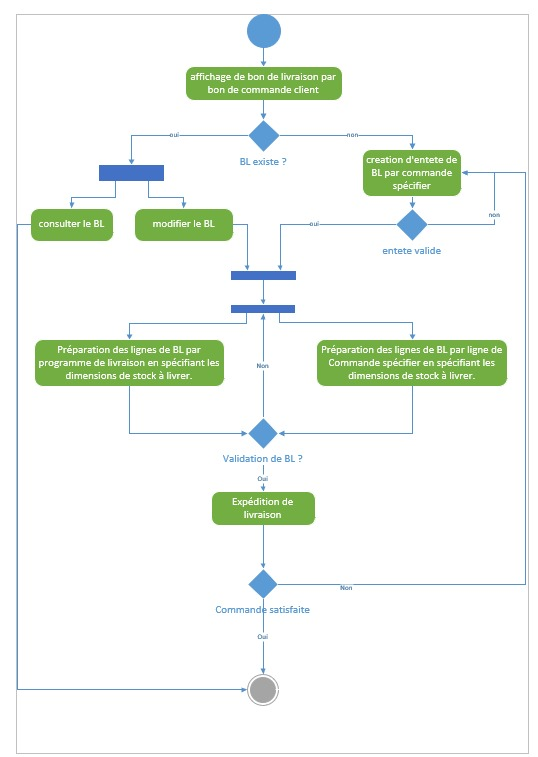 affichage de bon de livraison par
bon de commande client
oui
non
BL existe ?
creation d'entete de
BL par commande
spécifier
consulter le BL
modifier le BL
oui
non
entete valide
Préparation des lignes de BL par
programme de livraison en spécifiant les
dimensions de stock à livrer.
Préparation des lignes de BL par ligne de
Commande spécifier en spécifiant les
dimensions de stock à livrer.
Non
Validation de BL ?
Oui
Expédition de
livraison
Non
Commande satisfaite
Oui